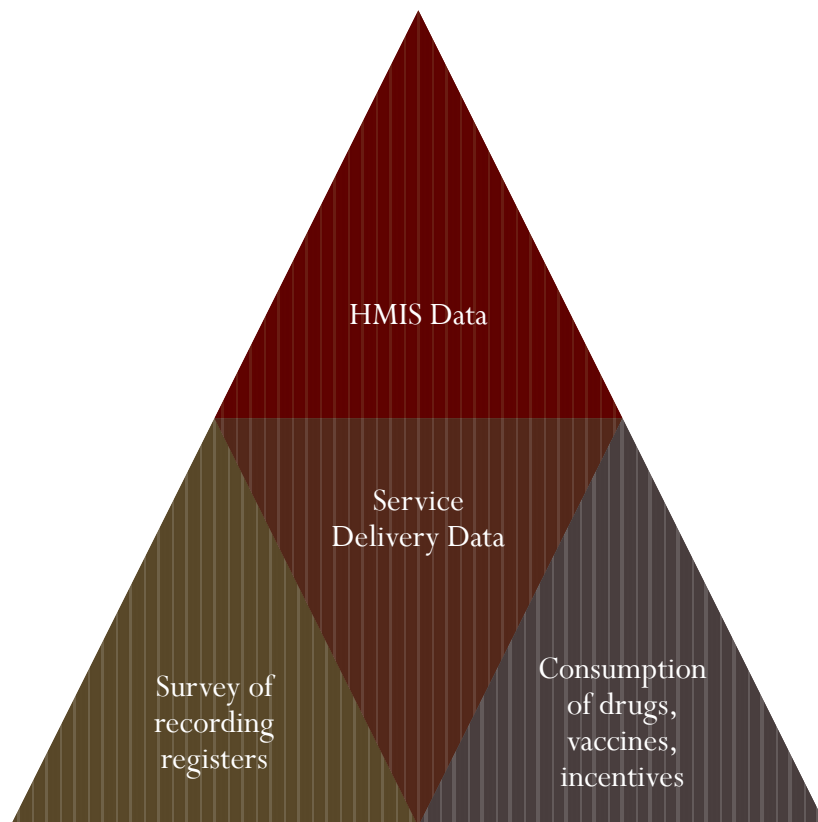 HMIS Data
Service
Delivery Data
Survey of
recording
registers
Consumption
of drugs,
vaccines,
incentives